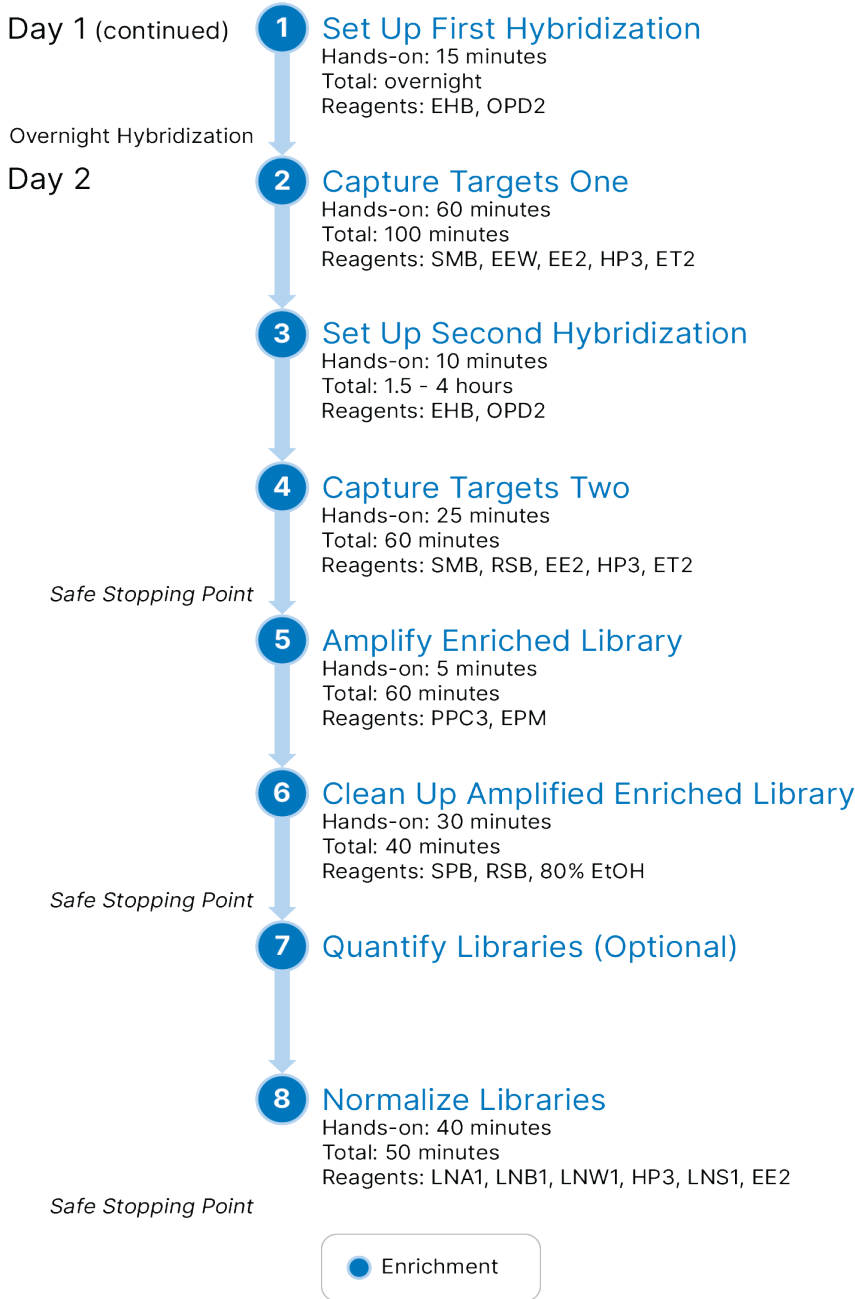 Day 1 (continued)
1
Set Up First Hybridization
Hands-on: 15 minutes
Total: overnight
Reagents: EHB, OPD2
Overnight Hybridization
Day 2
2
Capture Targets One
Hands-on: 60 minutes
Total: 100 minutes
Reagents: SMB, EEW, EE2, HP3, ET2
3
Set Up Second Hybridization
Hands-on: 10 minutes
Total: 1.5 - 4 hours
Reagents: EHB, OPD2
4
Capture Targets Two
Hands-on: 25 minutes
Total: 60 minutes
Reagents: SMB, RSB, EE2, HP3, ET2
Safe Stopping Point
5
Amplify Enriched Library
Hands-on: 5 minutes
Total: 60 minutes
Reagents: PPC3, EPM
6
Clean Up Amplified Enriched Library
Hands-on: 30 minutes
Total: 40 minutes
Reagents: SPB, RSB, 80% EtOH
Safe Stopping Point
7
Quantify Libraries (Optional)
8
Normalize Libraries
Hands-on: 40 minutes
Total: 50 minutes
Reagents: LNA1, LNB1, LNW1, HP3, LNS1, EE2
Safe Stopping Point
Enrichment